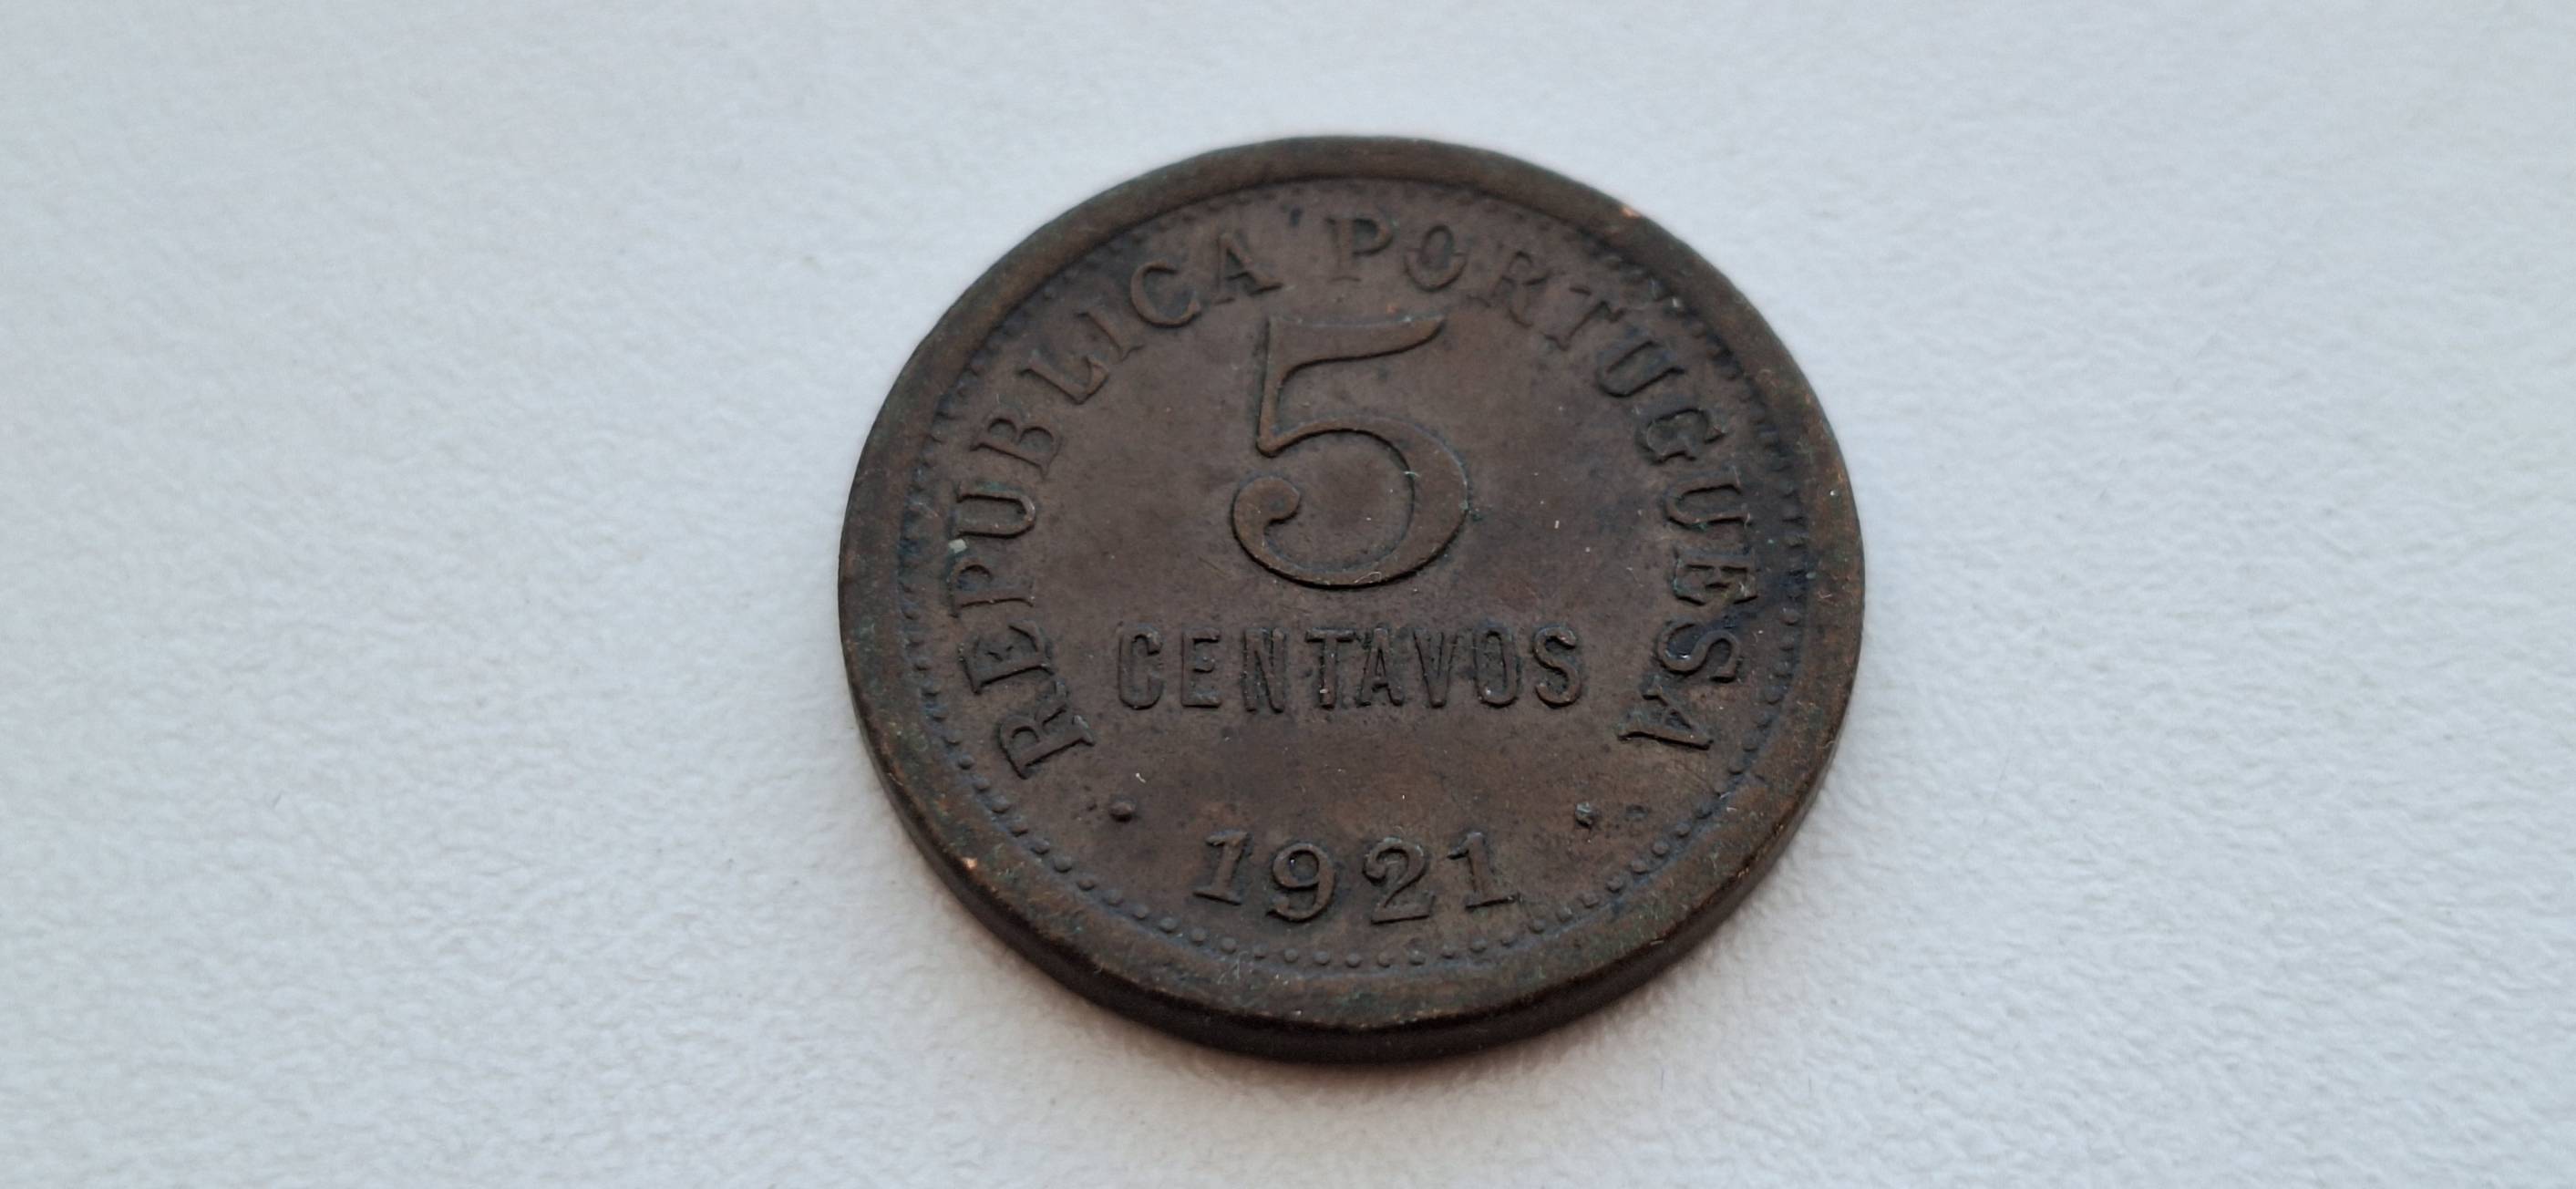 REPUBLICA PORTUGUESA
5
CENTAVOS
• 1921 •